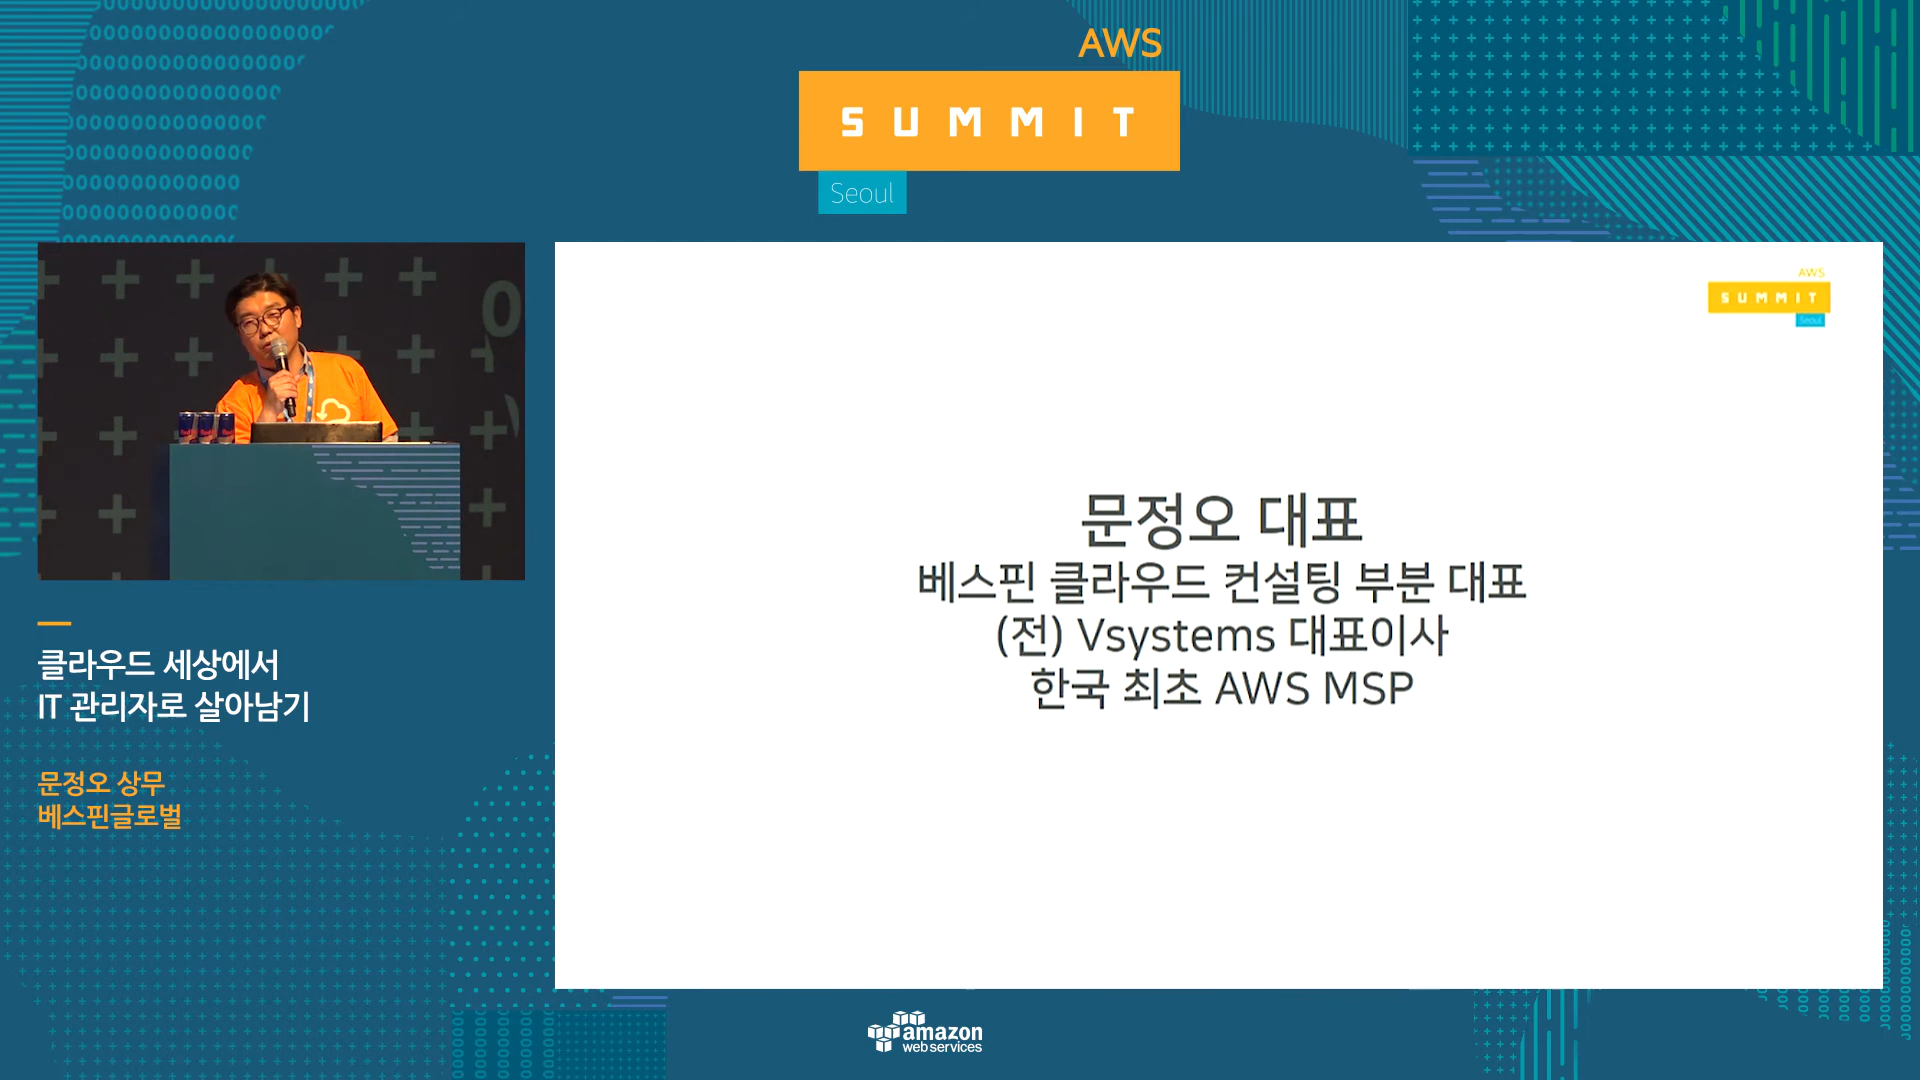 AWS
SUMMIT
Seoul
AWS
SUMMIT
Seoul
문정오 대표
베스핀 클라우드 컨설팅 부분 대표
(전) Vsystems 대표이사
한국 최초 AWS MSP
클라우드 세상에서
IT 관리자로 살아남기
문정오 상무
베스핀글로벌
amazon
web services